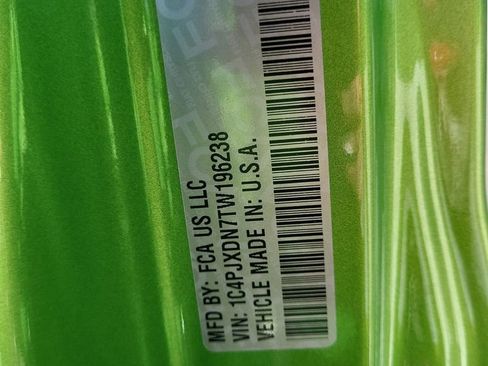 MFD BY: FCA US LLC
VIN: 1C4PJXDN7TW196238
VEHICLE MADE IN: U.S.A.